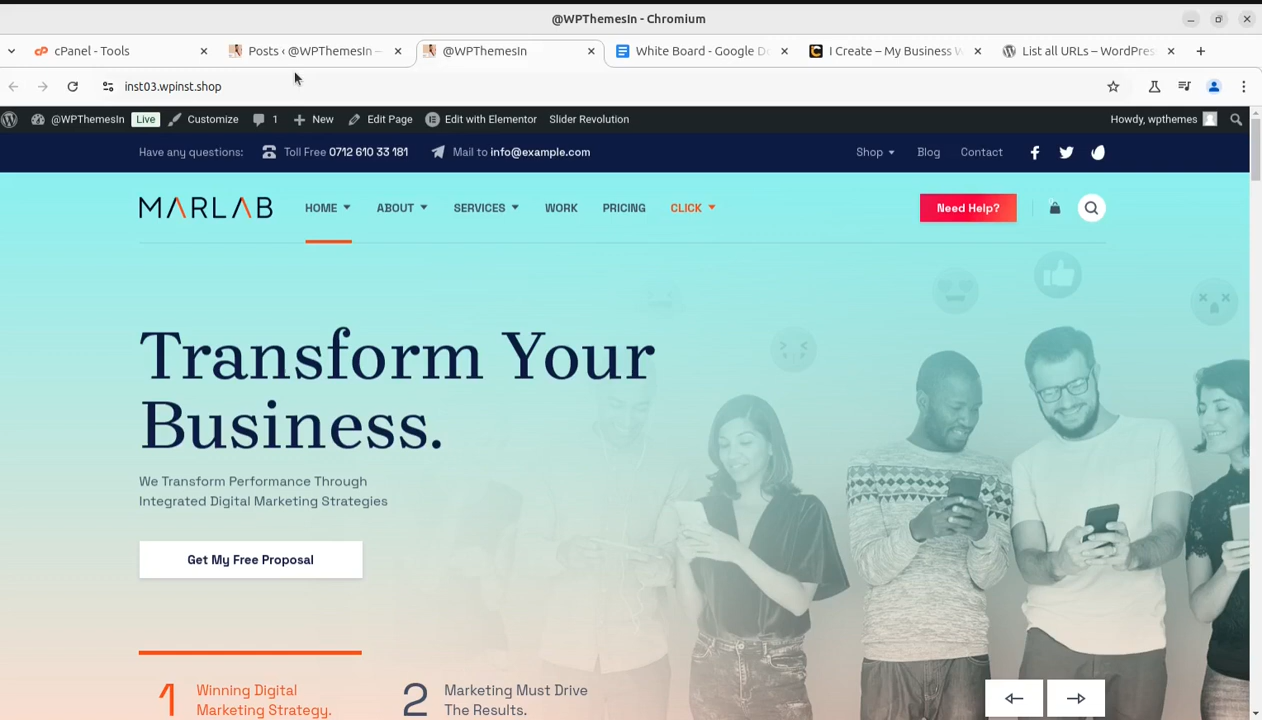 @WPThemesIn - Chromium
cPanel - Tools
Posts ‹ @WPThemesIn —
@WPThemesIn
White Board - Google Do
I Create – My Business W
List all URLs – WordPress
inst03.wpinst.shop
@WPThemesIn Live Customize 1 New Edit Page Edit with Elementor Slider Revolution Howdy, wpthemes
Have any questions: Toll Free 0712 610 33 181 Mail to info@example.com Shop Blog Contact
MARLAB HOME ABOUT SERVICES WORK PRICING CLICK Need Help?
Transform Your
Business.
We Transform Performance Through
Integrated Digital Marketing Strategies
Get My Free Proposal
1 Winning Digital
Marketing Strategy.
2 Marketing Must Drive
The Results.